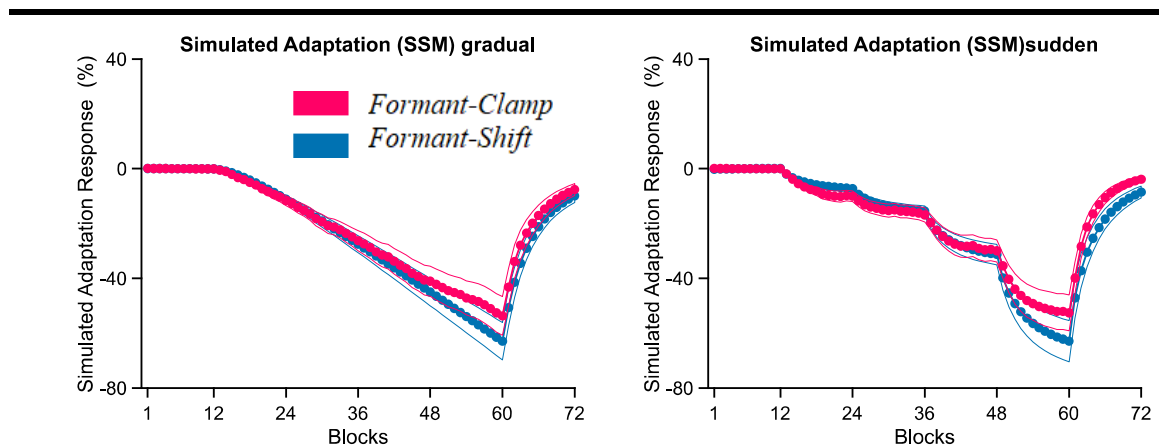 Simulated Adaptation (SSM) gradual
Simulated Adaptation Response (%)
40
0
-40
-80
Formant-Clamp
Formant-Shift
1 12 24 36 48 60 72
Blocks
Simulated Adaptation (SSM)sudden
Simulated Adaptation Response (%)
40
0
-40
-80
1 12 24 36 48 60 72
Blocks